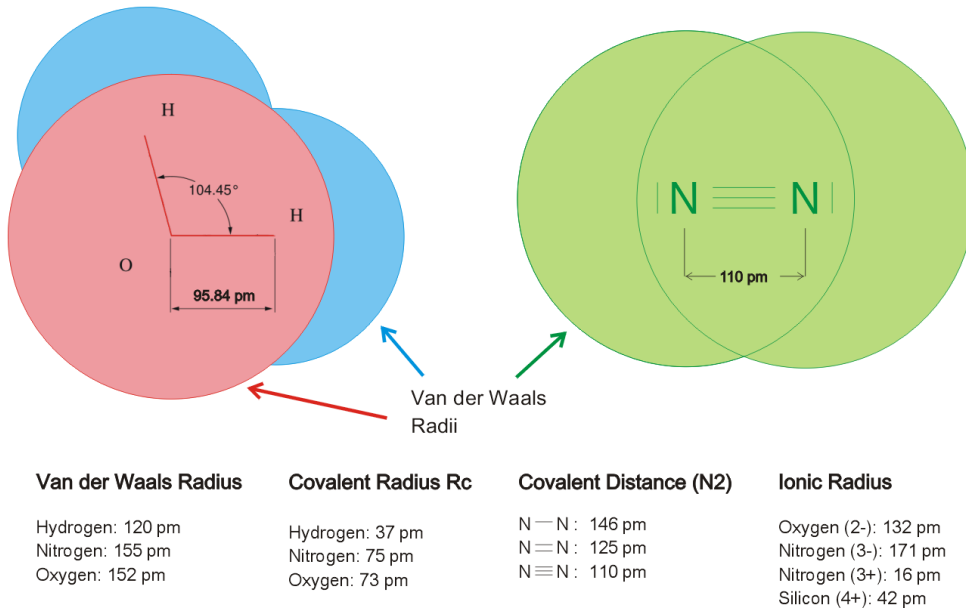 H
104.45°
H
O
95.84 pm
|N≡N|
110 pm
Van der Waals
Radii
Van der Waals Radius
Hydrogen: 120 pm
Nitrogen: 155 pm
Oxygen: 152 pm
Covalent Radius Rc
Hydrogen: 37 pm
Nitrogen: 75 pm
Oxygen: 73 pm
Covalent Distance (N2)
N — N : 146 pm
N = N : 125 pm
N ≡ N : 110 pm
Ionic Radius
Oxygen (2-): 132 pm
Nitrogen (3-): 171 pm
Nitrogen (3+): 16 pm
Silicon (4+): 42 pm